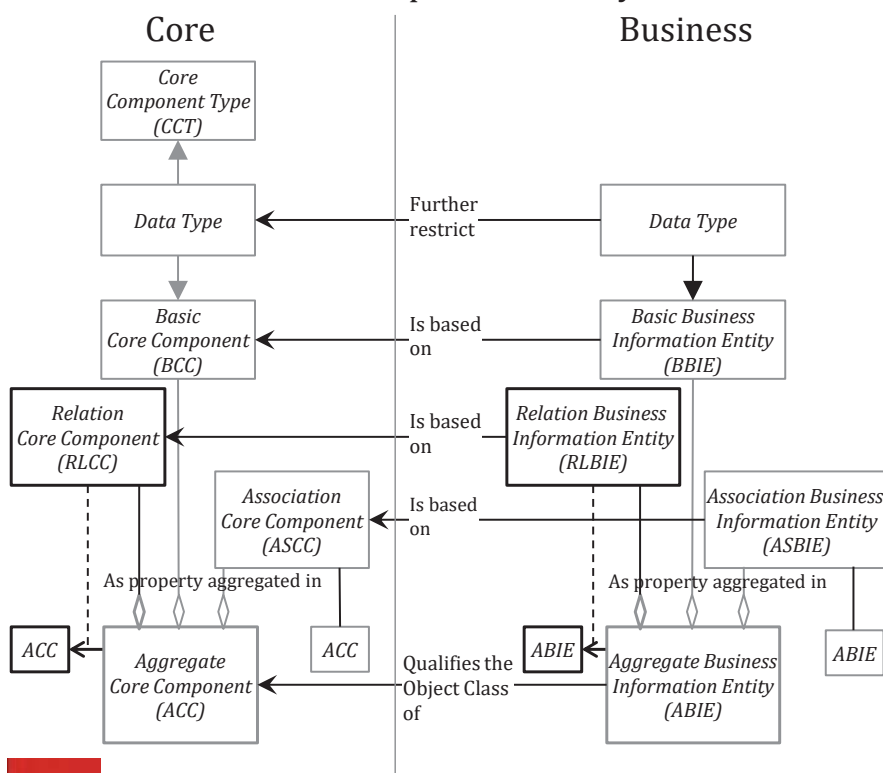 Core
Business
Core
Component Type
(CCT)
Data Type
Further
restrict
Data Type
Basic
Core Component
(BCC)
Is based
on
Basic Business
Information Entity
(BBIE)
Relation
Core Component
(RLCC)
Is based
on
Relation Business
Information Entity
(RLBIE)
Association
Core Component
(ASCC)
Is based
on
Association Business
Information Entity
(ASBIE)
As property aggregated in
As property aggregated in
ACC
Aggregate
Core Component
(ACC)
ACC
Qualifies the
Object Class
of
ABIE
Aggregate Business
Information Entity
(ABIE)
ABIE